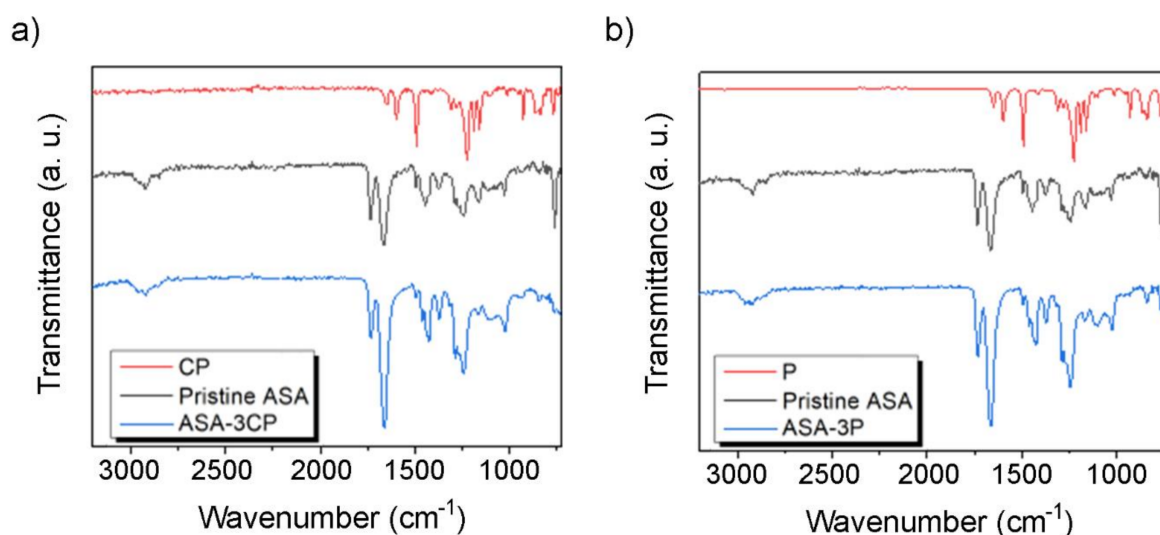 a)
Transmittance (a. u.)
CP
Pristine ASA
ASA-3CP
3000 2500 2000 1500 1000
Wavenumber (cm⁻¹)
b)
Transmittance (a. u.)
P
Pristine ASA
ASA-3P
3000 2500 2000 1500 1000
Wavenumber (cm⁻¹)